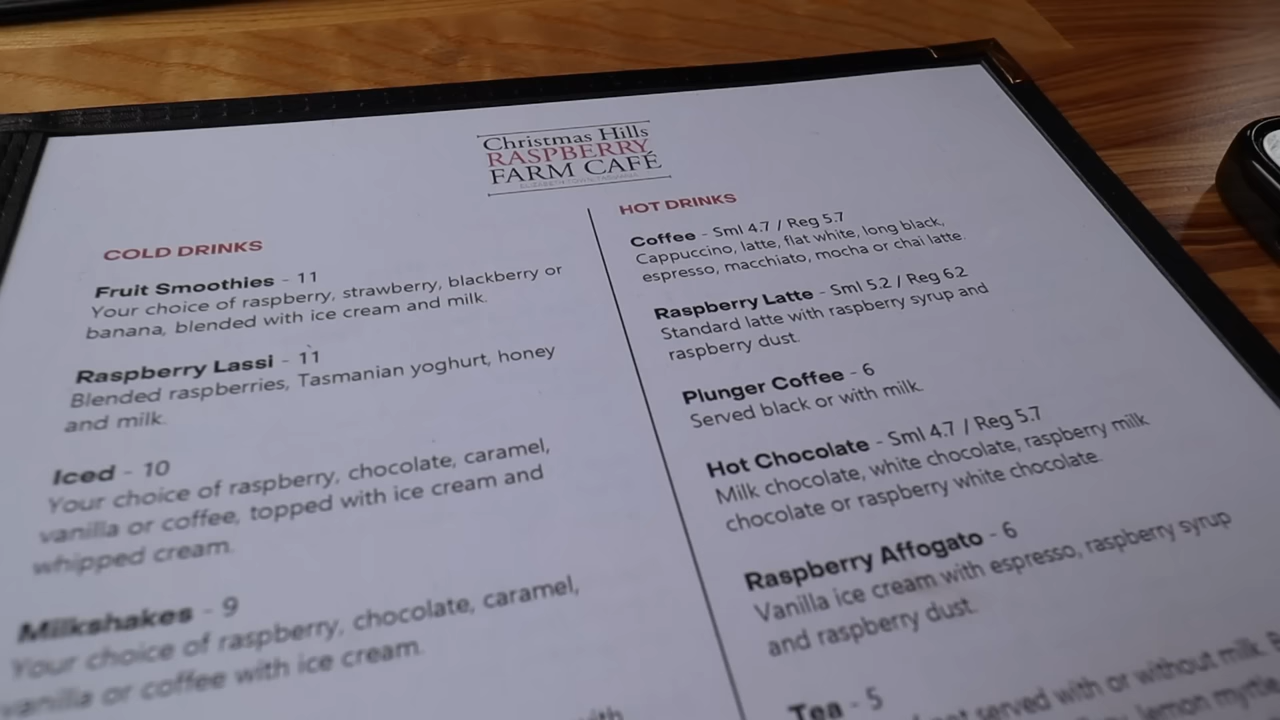 Christmas Hills
RASPBERRY
FARM CAFÉ
COLD DRINKS
Fruit Smoothies - 11
Your choice of raspberry, strawberry, blackberry or
banana, blended with ice cream and milk.
Raspberry Lassi - 11
Blended raspberries, Tasmanian yoghurt, honey
and milk.
Iced - 10
Your choice of raspberry, chocolate, caramel,
vanilla or coffee, topped with ice cream and
whipped cream.
Milkshakes - 9
Your choice of raspberry, chocolate, caramel,
vanilla or coffee with ice cream.
with
HOT DRINKS
Coffee - Sml 4.7 / Reg 5.7
Cappuccino, latte, flat white, long black,
espresso, macchiato, mocha or chai latte.
Raspberry Latte - Sml 5.2 / Reg 6.2
Standard latte with raspberry syrup and
raspberry dust.
Plunger Coffee - 6
Served black or with milk.
Hot Chocolate - Sml 4.7 / Reg 5.7
Milk chocolate, white chocolate, raspberry milk
chocolate or raspberry white chocolate.
Raspberry Affogato - 6
Vanilla ice cream with espresso, raspberry syrup
and raspberry dust.
Tea - 5
served with or without milk.
lemon myrtle